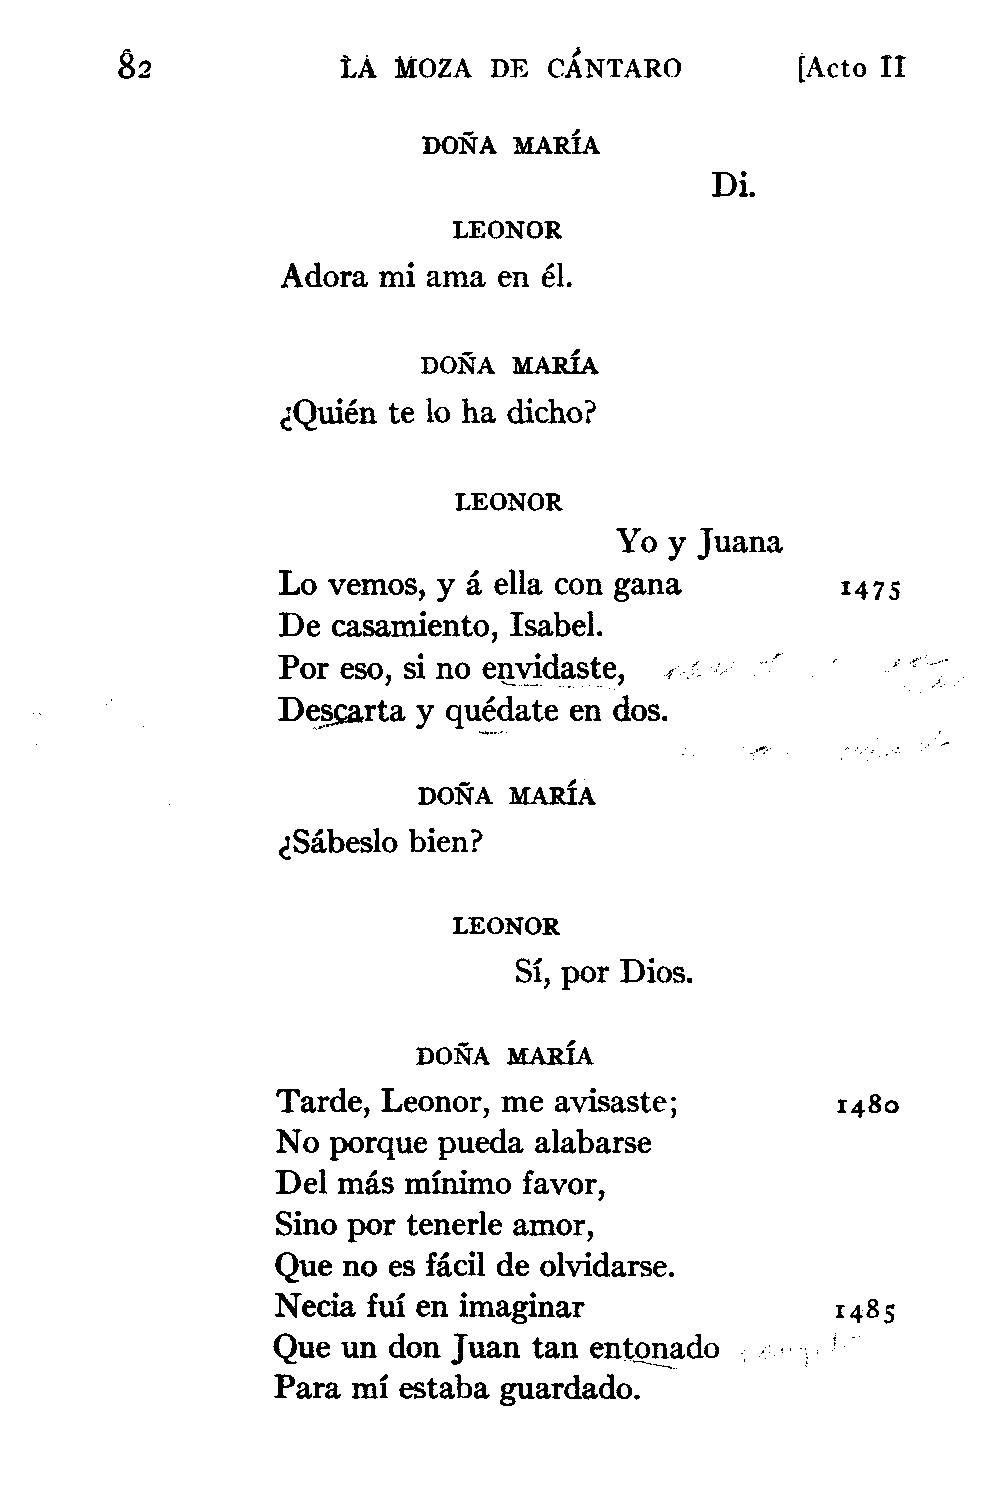 82 LA MOZA DE CÁNTARO [Acto II
DOÑA MARÍA
Di.
LEONOR
Adora mi ama en él.
DOÑA MARÍA
¿Quién te lo ha dicho?
LEONOR
Yo y Juana
Lo vemos, y á ella con gana 1475
De casamiento, Isabel.
Por eso, si no envidaste,
Descarta y quédate en dos.
DOÑA MARÍA
¿Sábeslo bien?
LEONOR
Sí, por Dios.
DOÑA MARÍA
Tarde, Leonor, me avisaste; 1480
No porque pueda alabarse
Del más mínimo favor,
Sino por tenerle amor,
Que no es fácil de olvidarse.
Necia fuí en imaginar 1485
Que un don Juan tan entonado
Para mí estaba guardado.